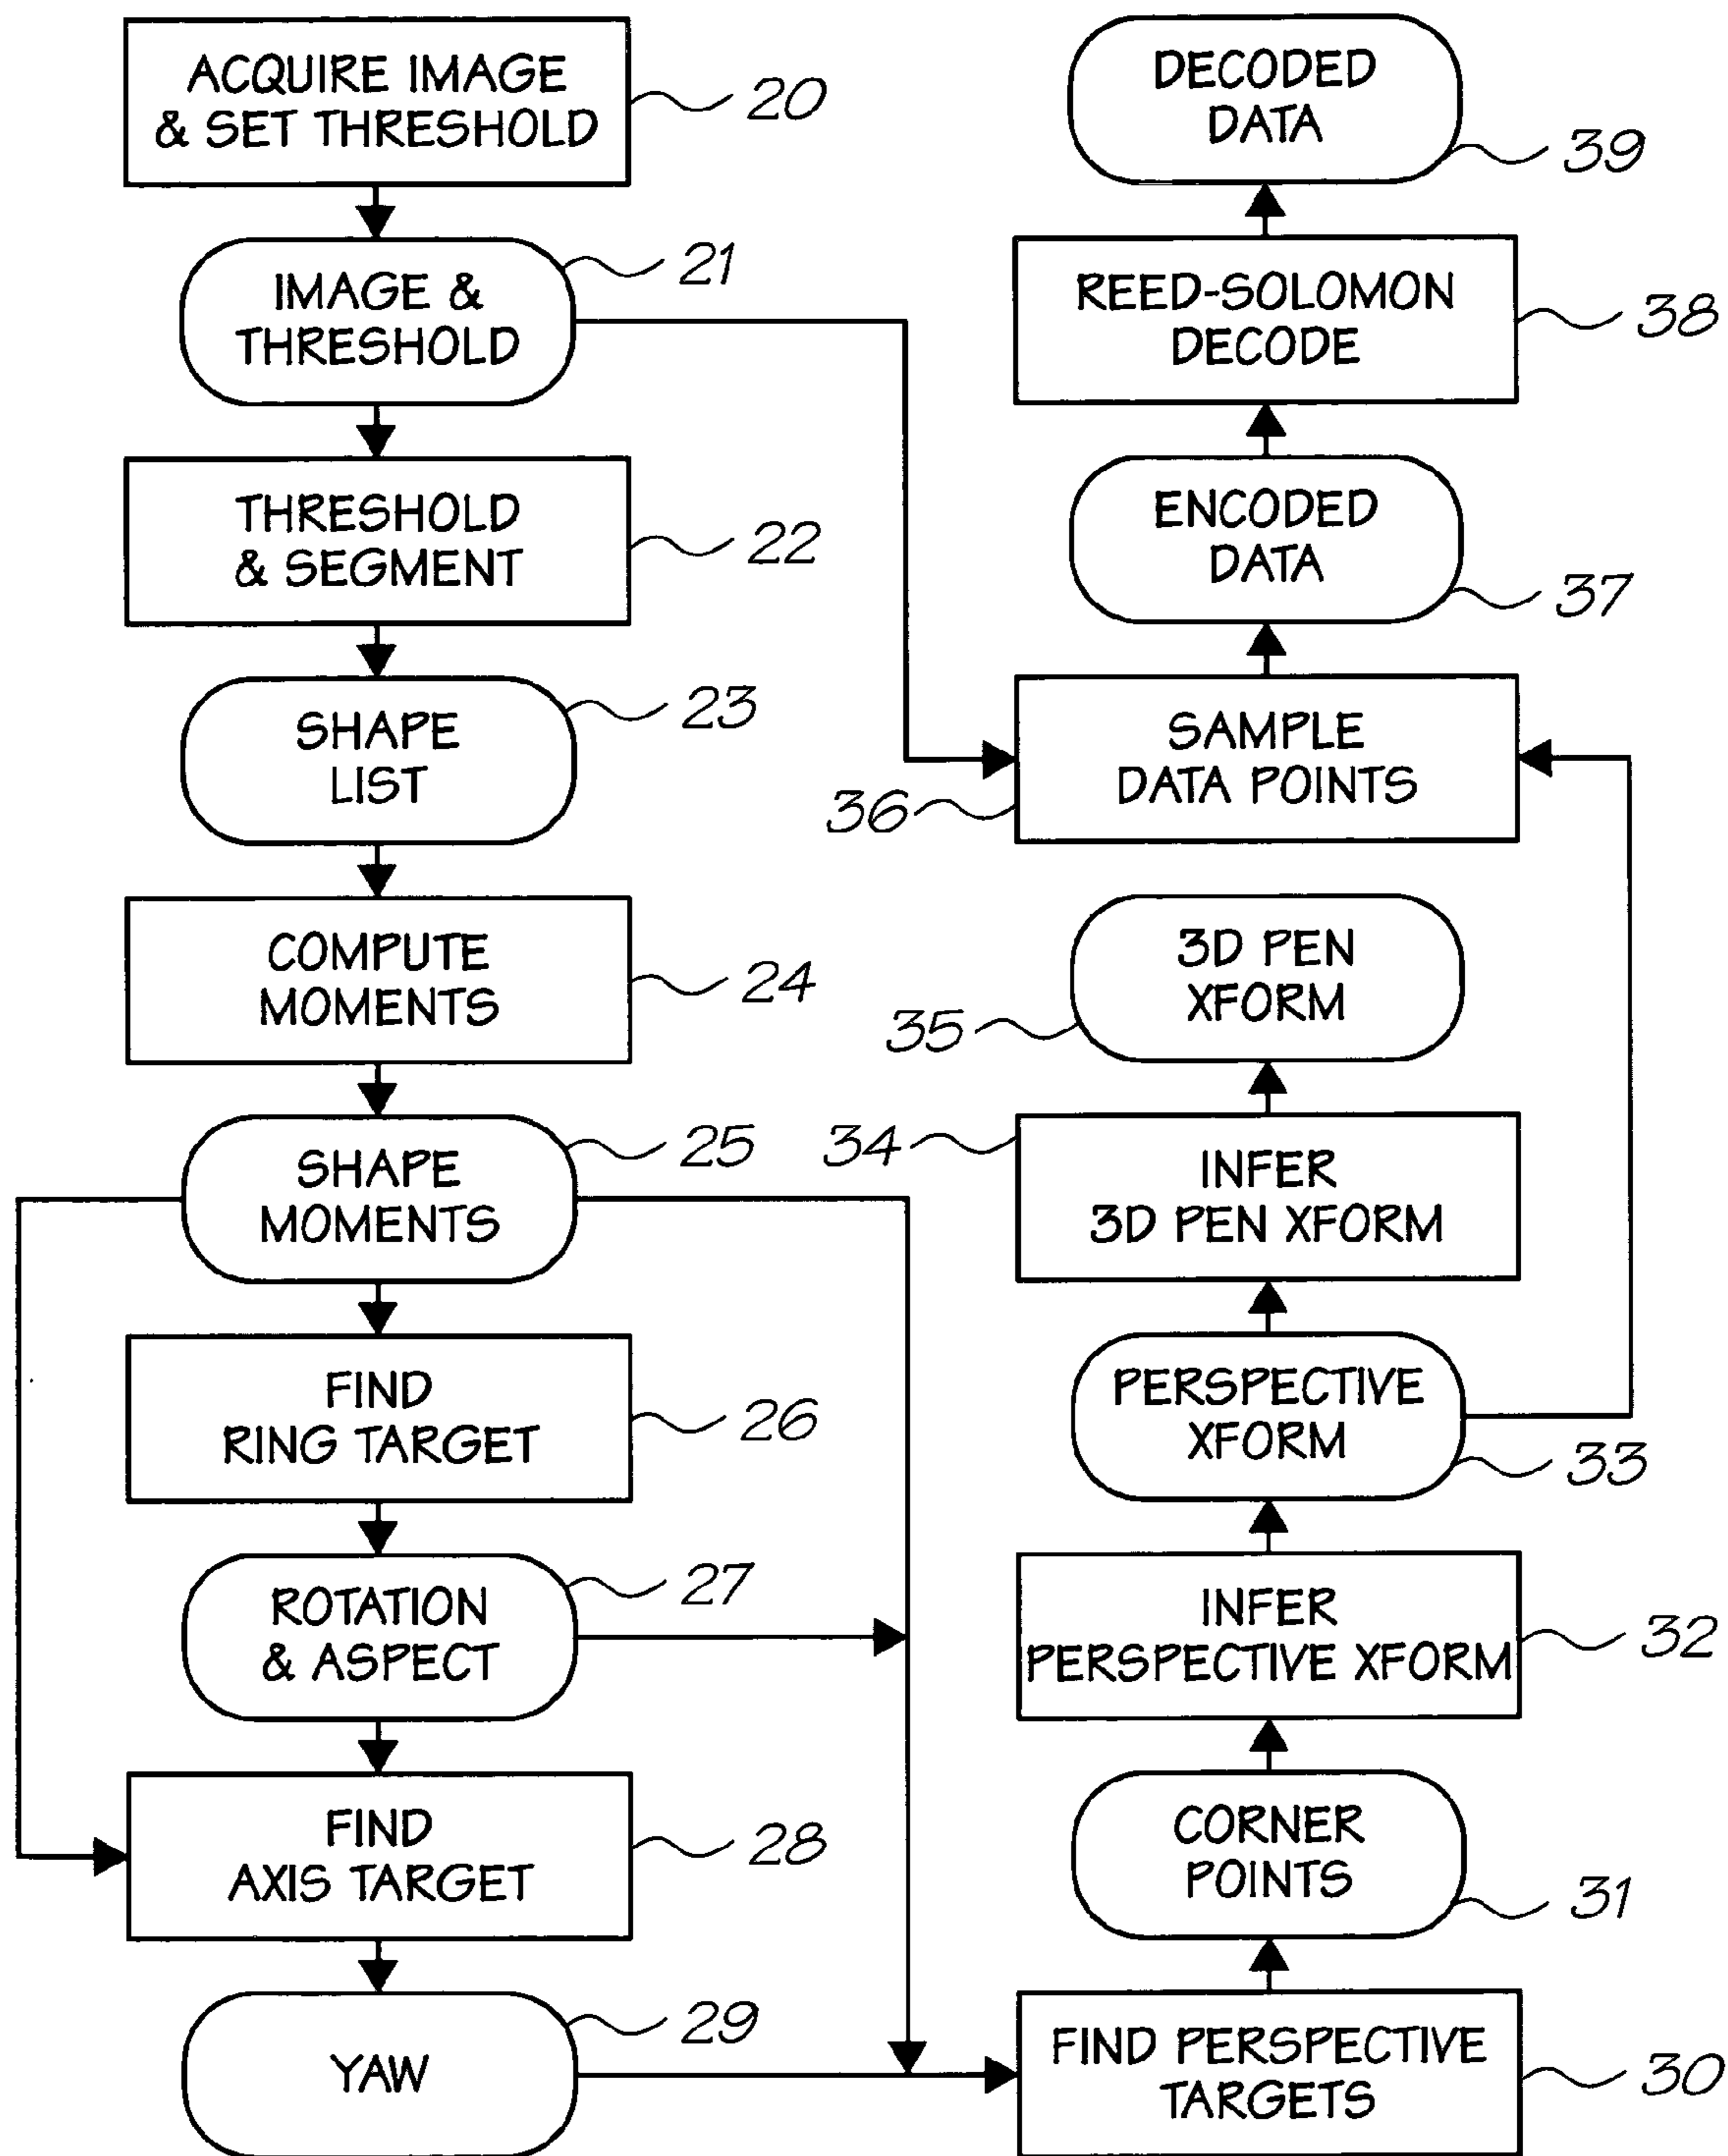 ACQUIRE IMAGE
& SET THRESHOLD
20
IMAGE &
THRESHOLD
21
THRESHOLD
& SEGMENT
22
SHAPE
LIST
23
COMPUTE
MOMENTS
24
SHAPE
MOMENTS
25
FIND
RING TARGET
26
ROTATION
& ASPECT
27
FIND
AXIS TARGET
28
YAW
29
DECODED
DATA
39
REED-SOLOMON
DECODE
38
ENCODED
DATA
37
SAMPLE
DATA POINTS
36
3D PEN
XFORM
35
INFER
3D PEN XFORM
34
PERSPECTIVE
XFORM
33
INFER
PERSPECTIVE XFORM
32
CORNER
POINTS
31
FIND PERSPECTIVE
TARGETS
30